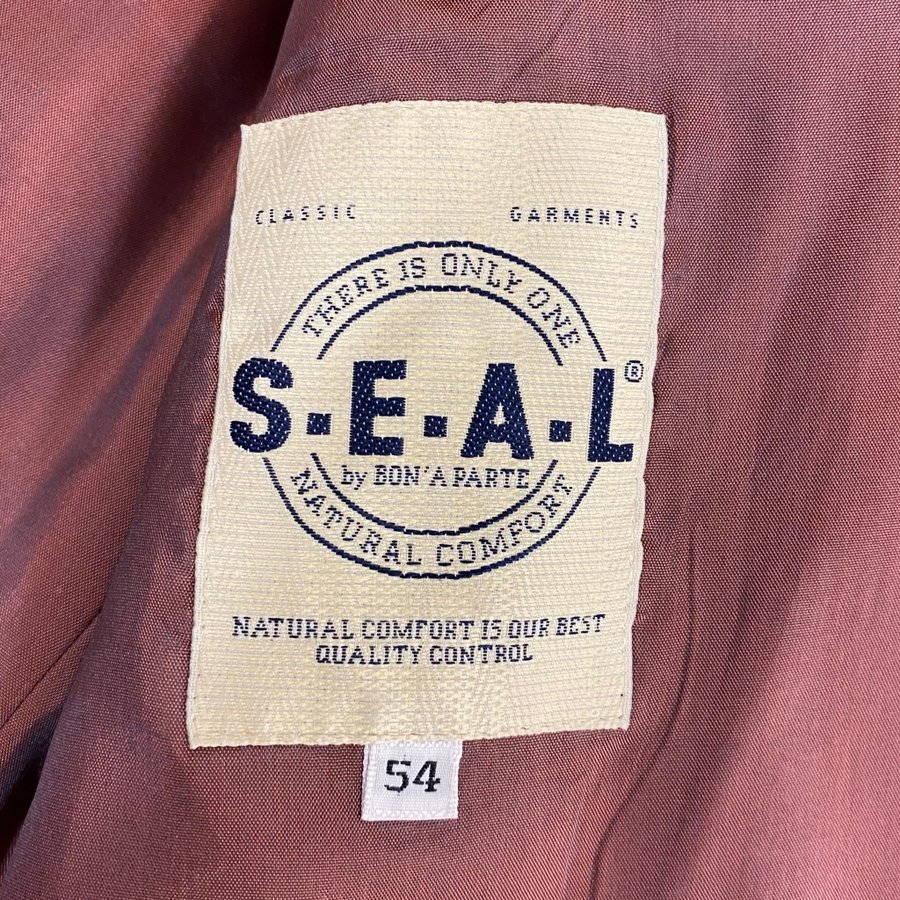 CLASSIC GARMENTS
THERE IS ONLY ONE
S·E·A·L®
by BON'A PARTE
NATURAL COMFORT
NATURAL COMFORT IS OUR BEST
QUALITY CONTROL
54